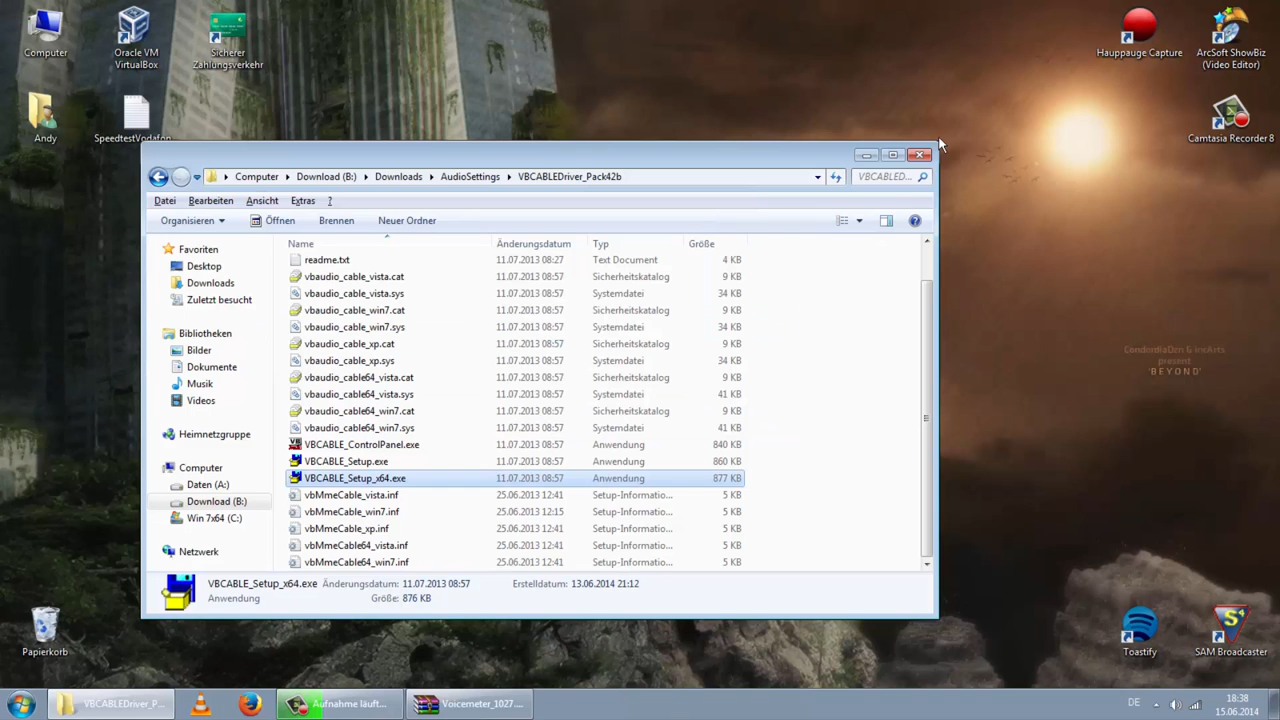 Computer
Oracle VM
VirtualBox
Sicherer
Zahlungsverkehr
Hauppauge Capture
ArcSoft ShowBiz
(Video Editor)
Andy
SpeedtestVodafon
Camtasia Recorder 8
Computer
Download (B:)
Downloads
AudioSettings
VBCABLEDriver_Pack42b
VBCABLED...
Datei
Bearbeiten
Ansicht
Extras
?
Organisieren
Öffnen
Brennen
Neuer Ordner
Name
Änderungsdatum
Typ
Größe
Favoriten
Desktop
Downloads
Zuletzt besucht
Bibliotheken
Bilder
Dokumente
Musik
Videos
Heimnetzgruppe
Computer
Daten (A:)
Download (B:)
Win 7x64 (C:)
Netzwerk
readme.txt 11.07.2013 08:27 Text Document 4 KB
vbaudio_cable_vista.cat 11.07.2013 08:57 Sicherheitskatalog 9 KB
vbaudio_cable_vista.sys 11.07.2013 08:57 Systemdatei 34 KB
vbaudio_cable_win7.cat 11.07.2013 08:57 Sicherheitskatalog 9 KB
vbaudio_cable_win7.sys 11.07.2013 08:57 Systemdatei 34 KB
vbaudio_cable_xp.cat 11.07.2013 08:57 Sicherheitskatalog 9 KB
vbaudio_cable_xp.sys 11.07.2013 08:57 Systemdatei 34 KB
vbaudio_cable64_vista.cat 11.07.2013 08:57 Sicherheitskatalog 9 KB
vbaudio_cable64_vista.sys 11.07.2013 08:57 Systemdatei 41 KB
vbaudio_cable64_win7.cat 11.07.2013 08:57 Sicherheitskatalog 9 KB
vbaudio_cable64_win7.sys 11.07.2013 08:57 Systemdatei 41 KB
VBCABLE_ControlPanel.exe 11.07.2013 08:57 Anwendung 840 KB
VBCABLE_Setup.exe 11.07.2013 08:57 Anwendung 860 KB
VBCABLE_Setup_x64.exe 11.07.2013 08:57 Anwendung 877 KB
vbMmeCable_vista.inf 25.06.2013 12:41 Setup-Informatio... 5 KB
vbMmeCable_win7.inf 25.06.2013 12:15 Setup-Informatio... 5 KB
vbMmeCable_xp.inf 25.06.2013 12:41 Setup-Informatio... 5 KB
vbMmeCable64_vista.inf 25.06.2013 12:41 Setup-Informatio... 5 KB
vbMmeCable64_win7.inf 25.06.2013 12:41 Setup-Informatio... 5 KB
VBCABLE_Setup_x64.exe Änderungsdatum: 11.07.2013 08:57 Erstelldatum: 13.06.2014 21:12
Anwendung Größe: 876 KB
present
'BEYOND'
Papierkorb
Toastify
SAM Broadcaster
VBCABLEDriver_P...
Aufnahme läuft...
Voicemeter_1027....
DE
18:38
15.06.2014